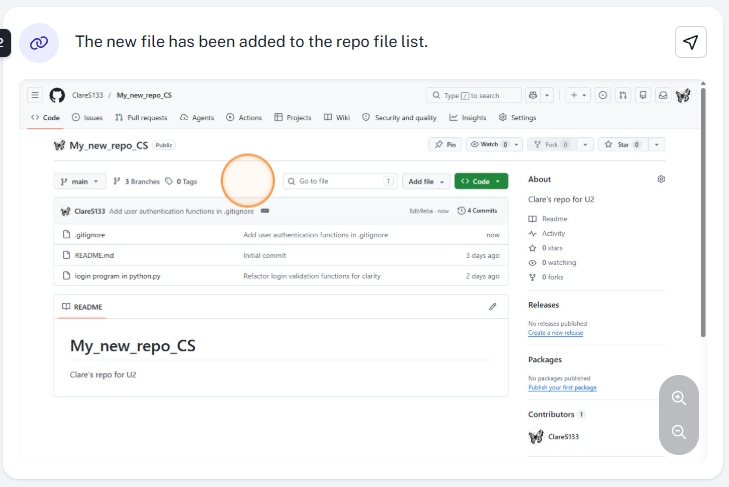 2
The new file has been added to the repo file list.
ClareS133 / My_new_repo_CS
Type / to search
Code Issues Pull requests Agents Actions Projects Wiki Security and quality Insights Settings
My_new_repo_CS Public
Pin Watch 0 Fork 0 Star 0
main 3 Branches 0 Tags Go to file T Add file Code
ClareS133 Add user authentication functions in .gitignore 6db9eba · now 4 Commits
.gitignore Add user authentication functions in .gitignore now
README.md Initial commit 3 days ago
login program in python.py Refactor login validation functions for clarity 2 days ago
README
My_new_repo_CS
Clare's repo for U2
About
Clare's repo for U2
Readme
Activity
0 stars
0 watching
0 forks
Releases
No releases published
Create a new release
Packages
No packages published
Publish your first package
Contributors 1
ClareS133